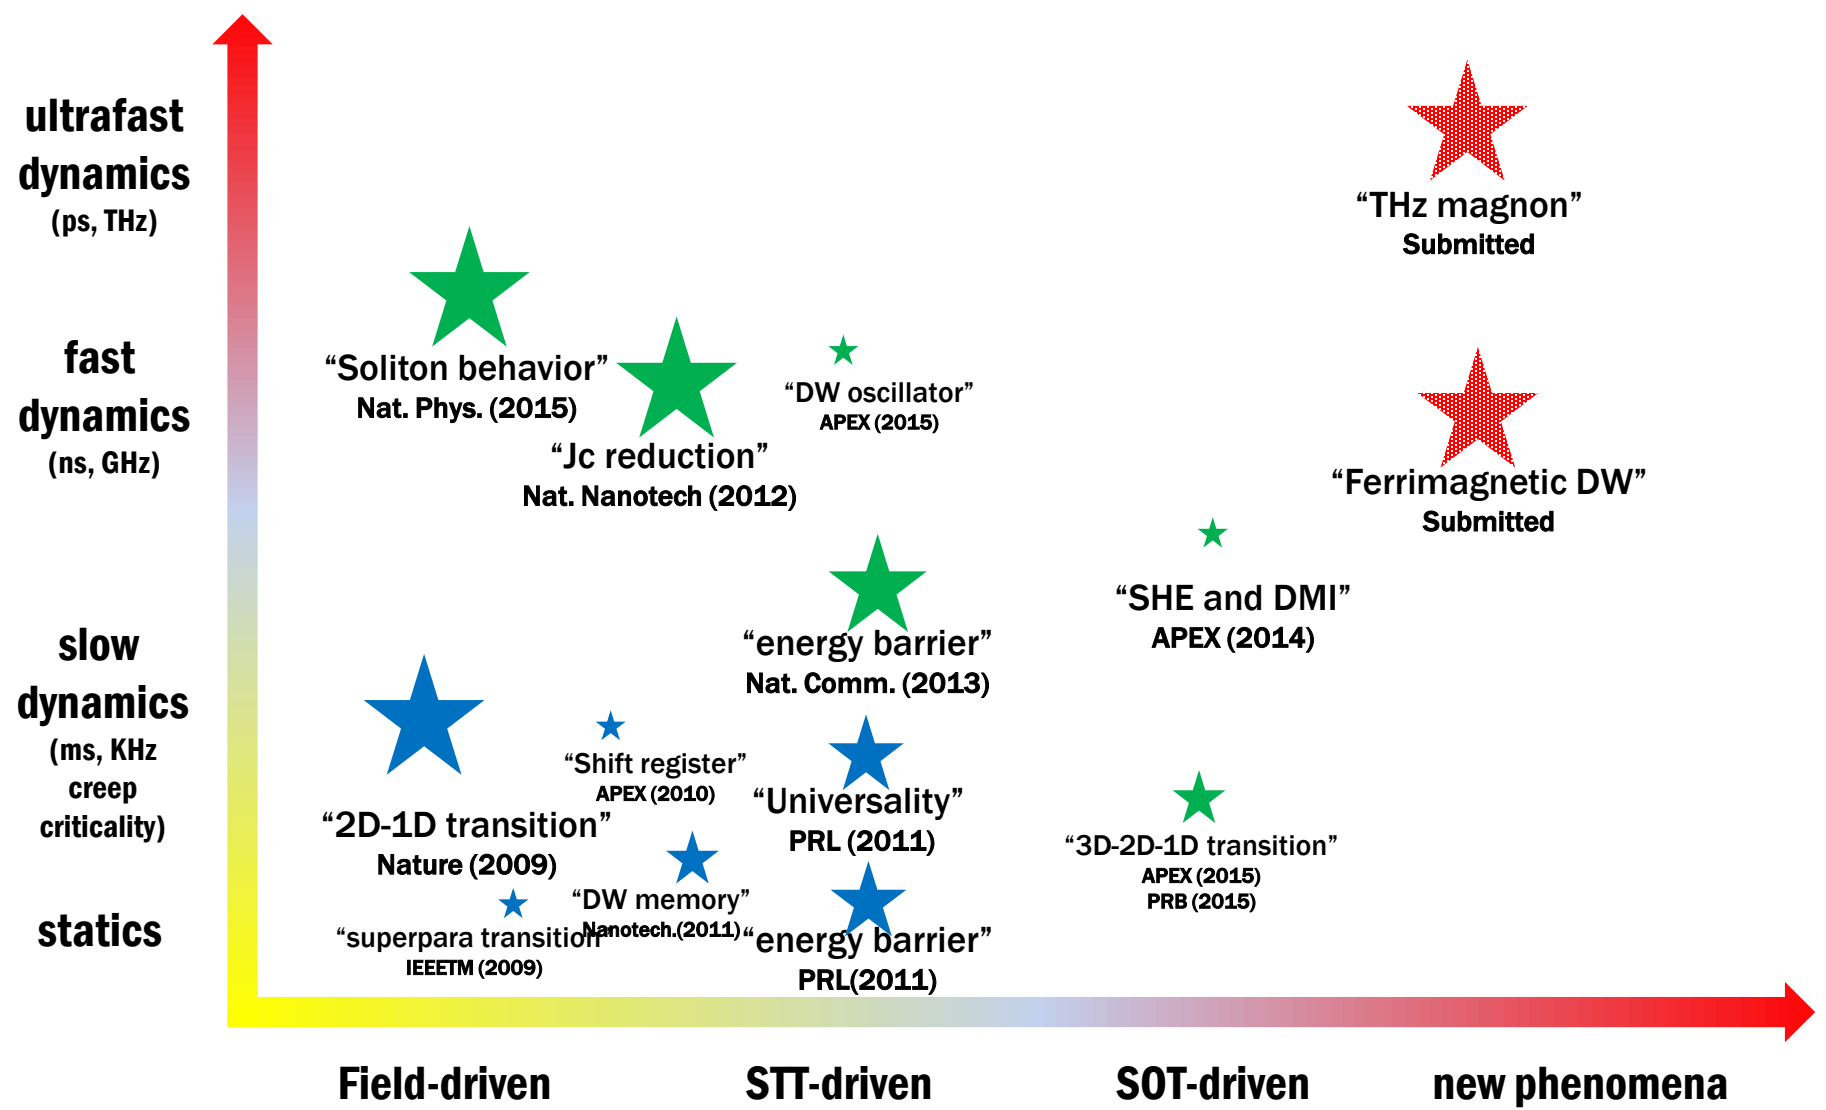 ultrafast
dynamics
(ps, THz)
fast
dynamics
(ns, GHz)
slow
dynamics
(ms, KHz
creep
criticality)
statics
“THz magnon”
Submitted
“Soliton behavior”
Nat. Phys. (2015)
“Jc reduction”
Nat. Nanotech (2012)
“DW oscillator”
APEX (2015)
“Ferrimagnetic DW”
Submitted
“SHE and DMI”
APEX (2014)
“energy barrier”
Nat. Comm. (2013)
“2D-1D transition”
Nature (2009)
“Shift register”
APEX (2010)
“Universality”
PRL (2011)
“3D-2D-1D transition”
APEX (2015)
PRB (2015)
“DW memory”
Nanotech.(2011)
“superpara transition”
IEEETM (2009)
“energy barrier”
PRL(2011)
Field-driven
STT-driven
SOT-driven
new phenomena